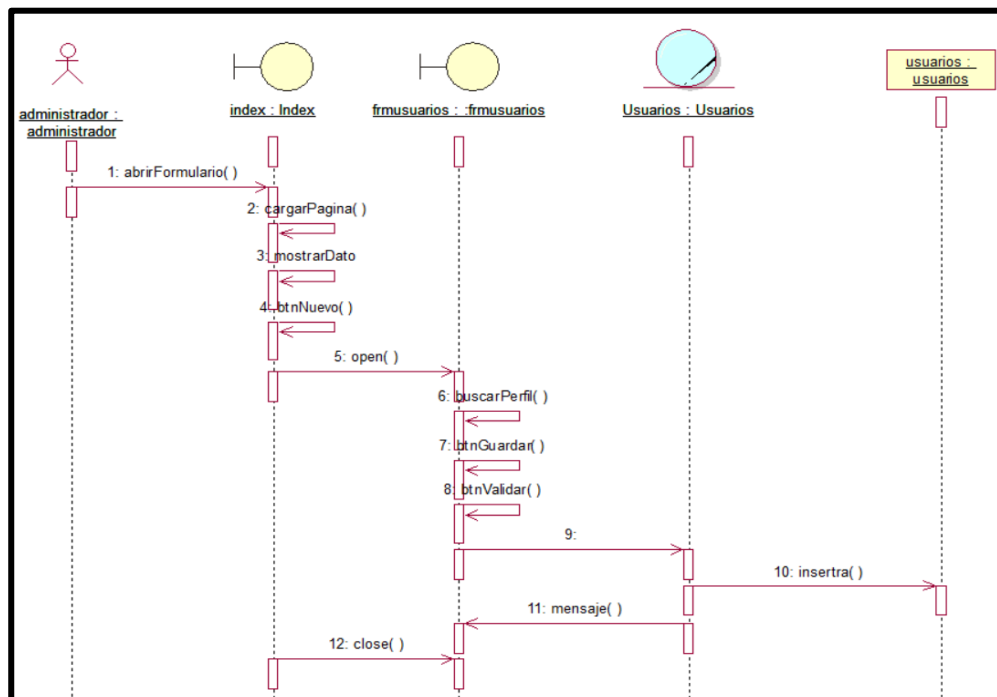 administrador :
administrador
index : Index
frmusuarios : :frmusuarios
Usuarios : Usuarios
usuarios :
usuarios
1: abrirFormulario( )
2: cargarPagina( )
3: mostrarDato
4: btnNuevo( )
5: open( )
6: buscarPerfil( )
7: btnGuardar( )
8: btnValidar( )
9:
10: insertra( )
11: mensaje( )
12: close( )